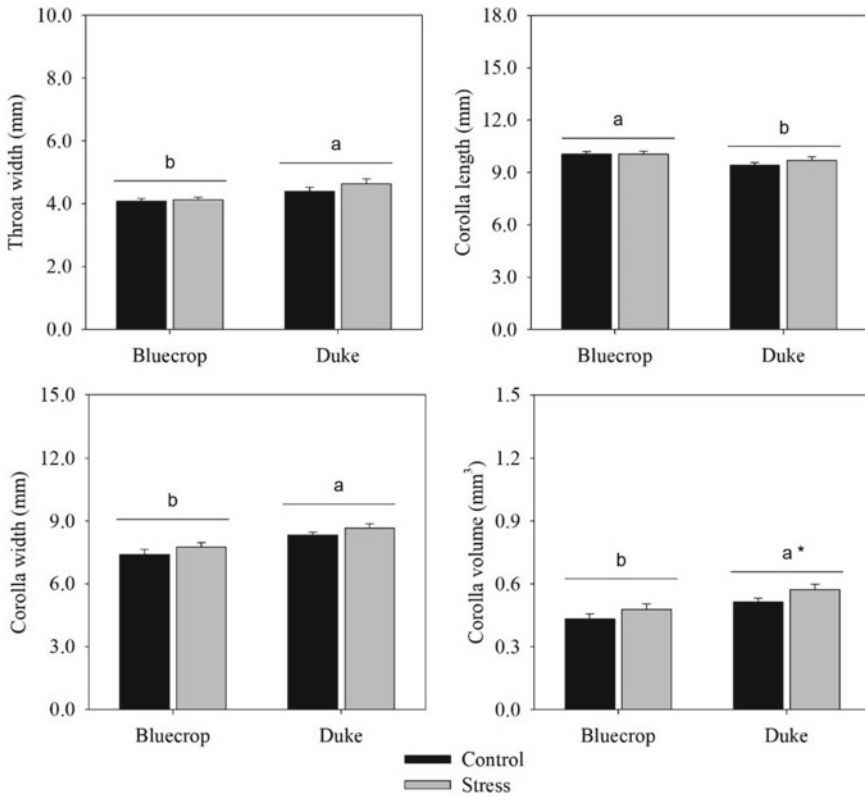 Throat width (mm)
10.0
8.0
6.0
4.0
2.0
0.0
b
a
Bluecrop Duke
Corolla length (mm)
18.0
15.0
12.0
9.0
6.0
3.0
0.0
a
b
Bluecrop Duke
Corolla width (mm)
15.0
12.0
9.0
6.0
3.0
0.0
b
a
Bluecrop Duke
Corolla volume (mm³)
1.5
1.2
0.9
0.6
0.3
0.0
b
a *
Bluecrop Duke
Control
Stress